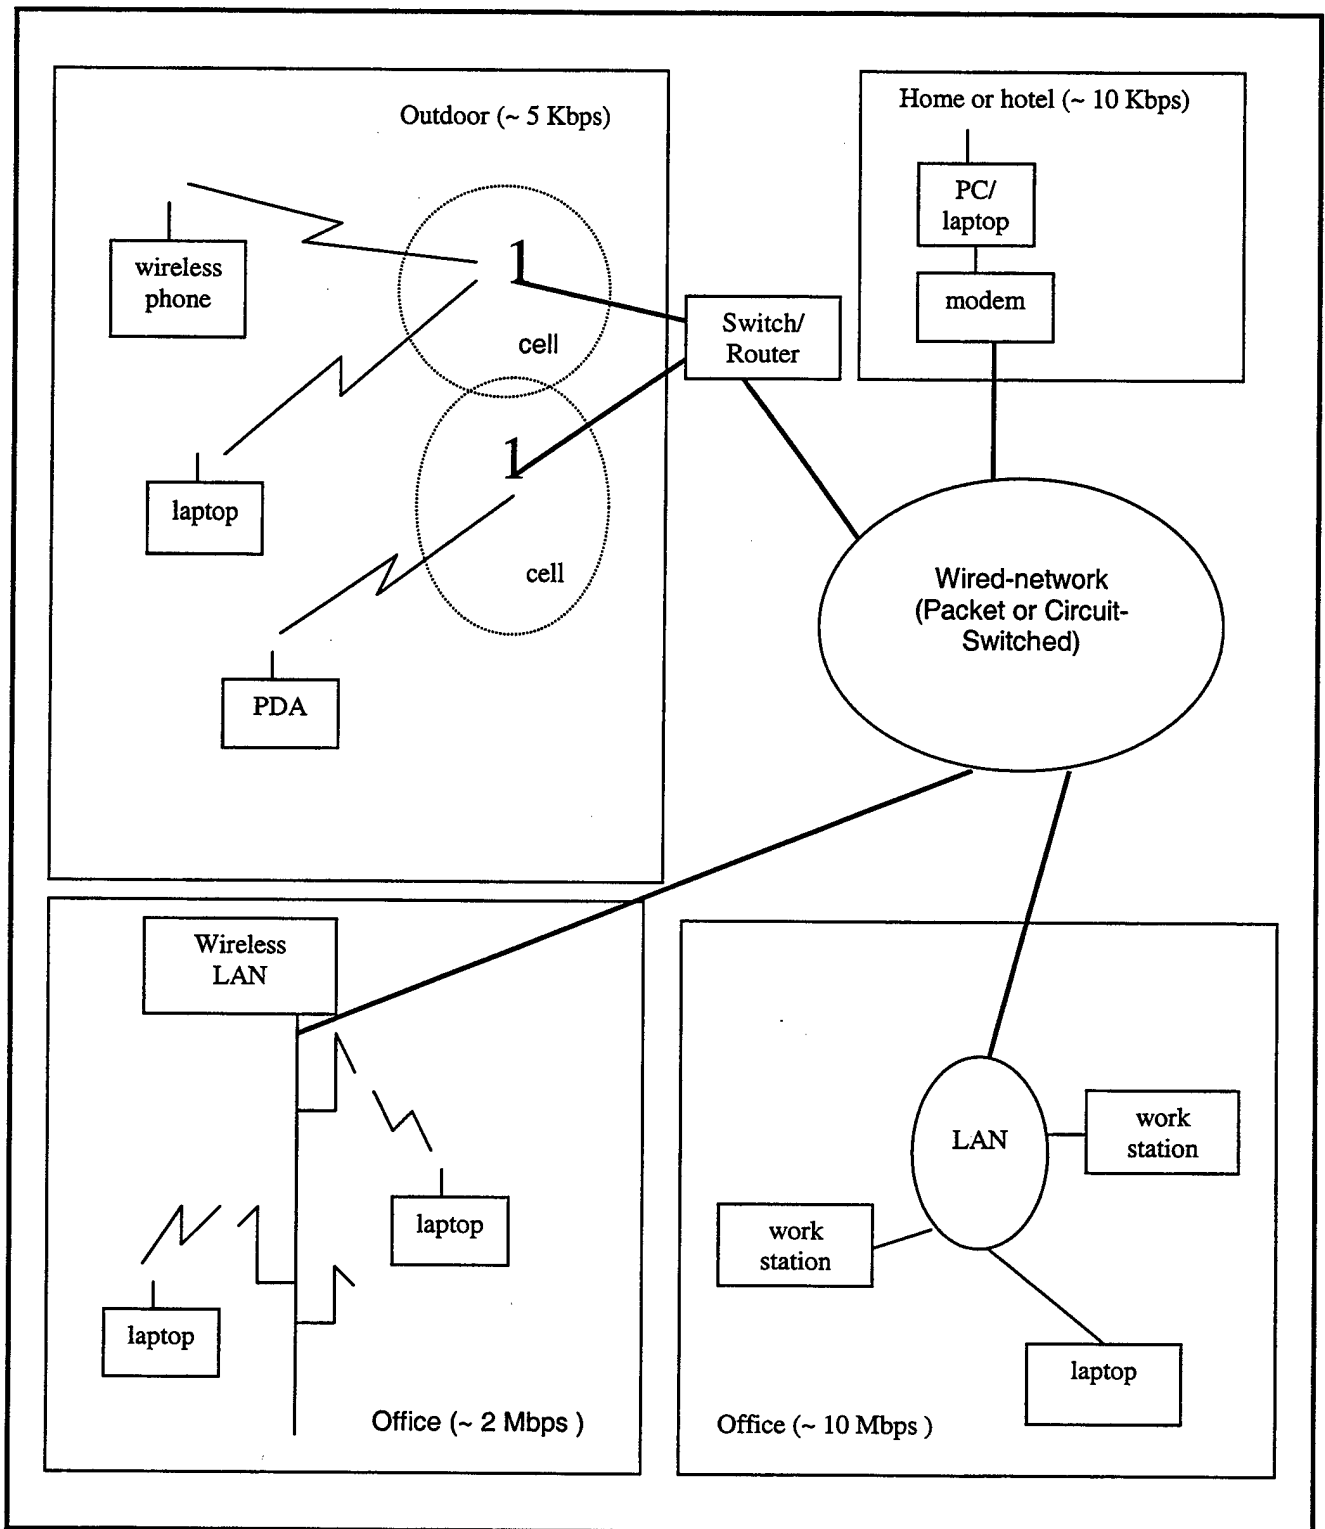 Outdoor (~ 5 Kbps)
wireless
phone
1
cell
laptop
1
cell
PDA
Switch/
Router
Home or hotel (~ 10 Kbps)
PC/
laptop
modem
Wired-network
(Packet or Circuit-
Switched)
Wireless
LAN
laptop
laptop
Office (~ 2 Mbps )
LAN
work
station
work
station
laptop
Office (~ 10 Mbps )